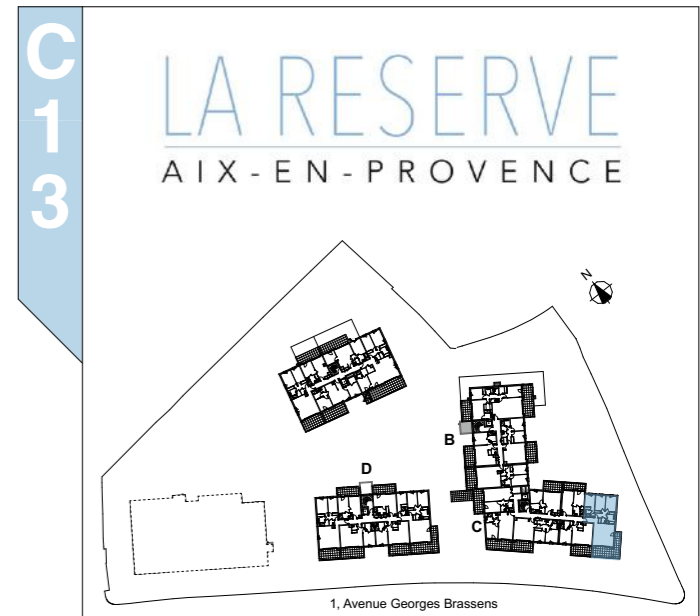 C
1
3
LA RESERVE
AIX-EN-PROVENCE
N
B
D
C
1, Avenue Georges Brassens